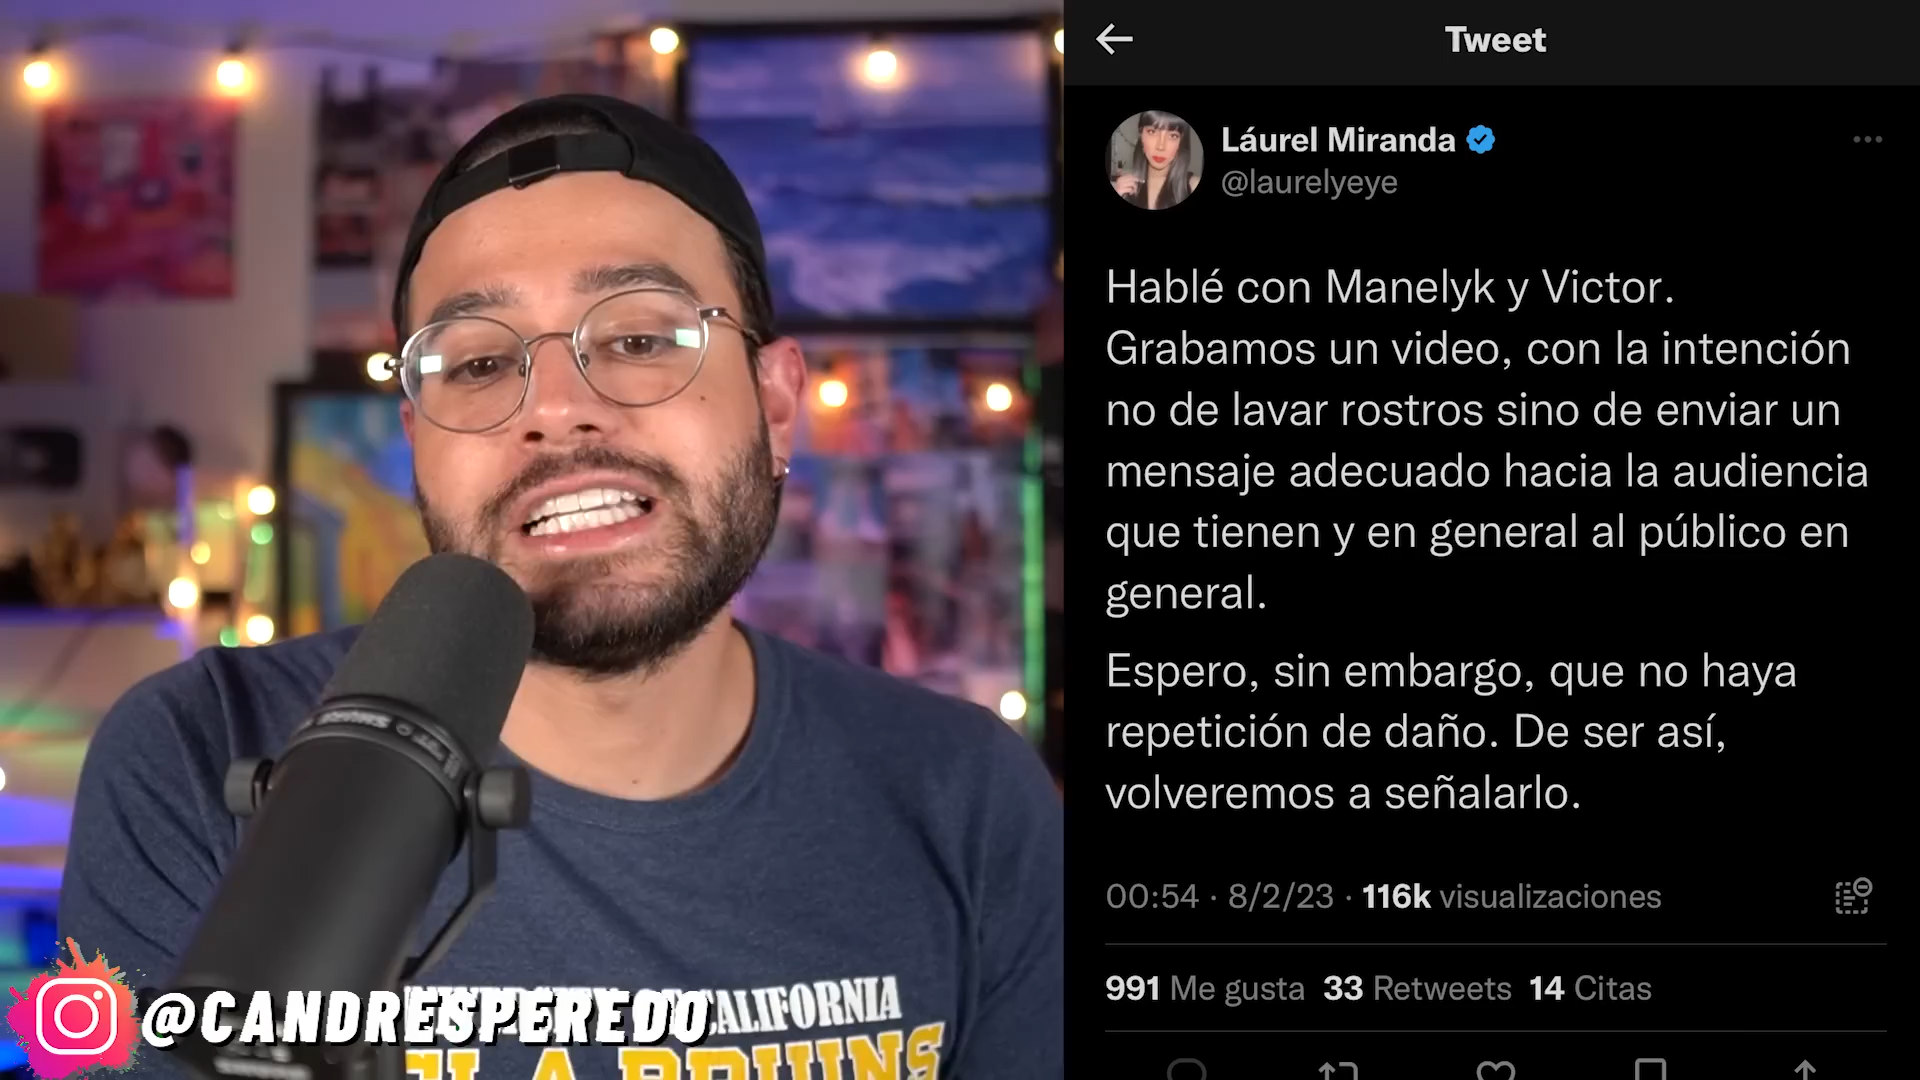 Tweet
Láurel Miranda
@laurelyeye
Hablé con Manelyk y Victor.
Grabamos un video, con la intención
no de lavar rostros sino de enviar un
mensaje adecuado hacia la audiencia
que tienen y en general al público en
general.
Espero, sin embargo, que no haya
repetición de daño. De ser así,
volveremos a señalarlo.
00:54 · 8/2/23 · 116k visualizaciones
991 Me gusta 33 Retweets 14 Citas
@CANDRESPEREDO
CALIFORNIA
BRUINS